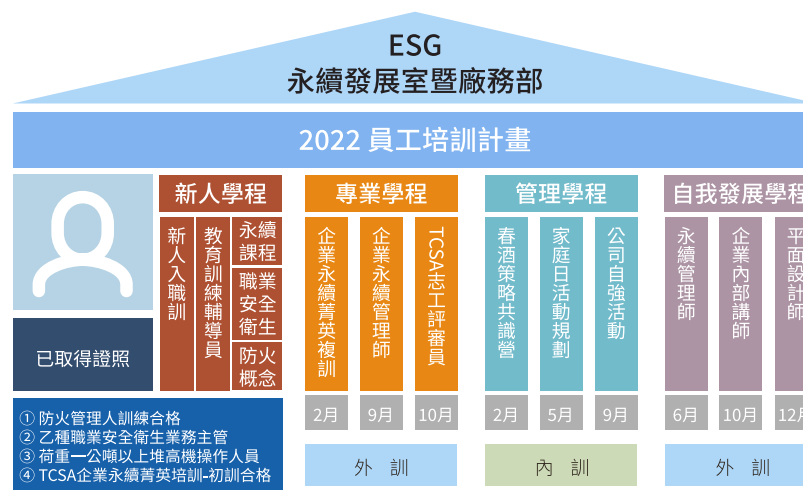 ESG
永續發展室暨廠務部
2022 員工培訓計畫
新人學程
新人入職訓
教育訓練輔導員
永續
課程
職業
安全
衛生
防火
概念
已取得證照
① 防火管理人訓練合格
② 乙種職業安全衛生業務主管
③ 荷重一公噸以上堆高機操作人員
④ TCSA企業永續菁英培訓-初訓合格
專業學程
企業永續菁英複訓
企業永續管理師
TCSA志工評審員
2月
9月
10月
外 訓
管理學程
春酒策略共識營
家庭日活動規劃
公司自強活動
2月
5月
9月
內 訓
自我發展學程
永續管理師
企業內部講師
平面設計師
6月
10月
12月
外 訓